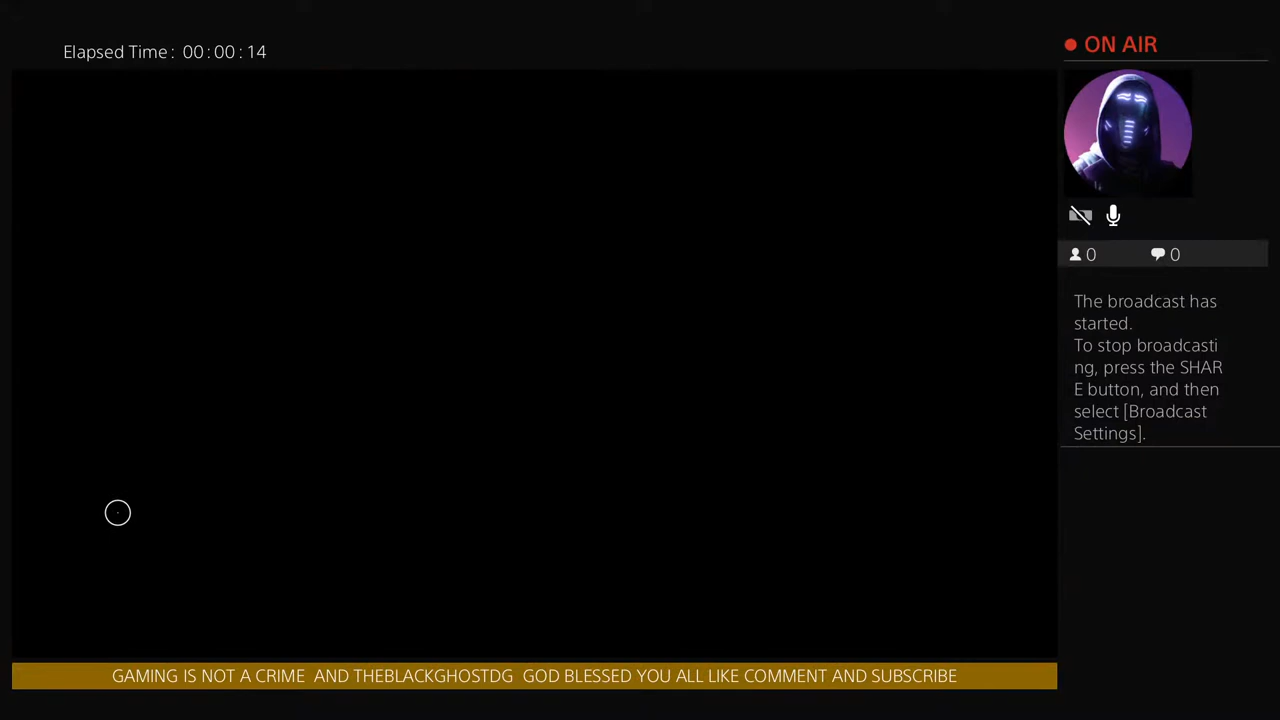 Elapsed Time: 00:00:14
ON AIR
0 0
The broadcast has
started.
To stop broadcasti
ng, press the SHAR
E button, and then
select [Broadcast
Settings].
GAMING IS NOT A CRIME AND THEBLACKGHOSTDG GOD BLESSED YOU ALL LIKE COMMENT AND SUBSCRIBE